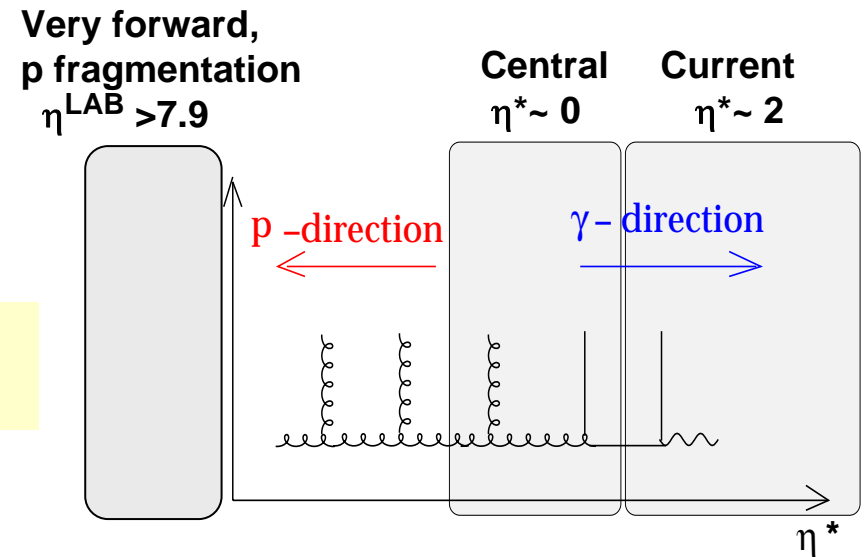 Very forward,
p fragmentation
η^LAB >7.9
Central
η*~ 0
Current
η*~ 2
p –direction
γ– direction
η *